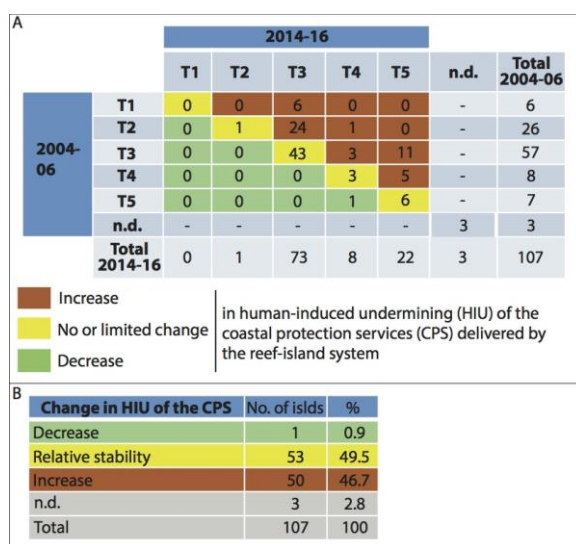 A
2014-16
T1 T2 T3 T4 T5 n.d. Total 2004-06
2004-06
T1 0 0 6 0 0 - 6
T2 0 1 24 1 0 - 26
T3 0 0 43 3 11 - 57
T4 0 0 0 3 5 - 8
T5 0 0 0 1 6 - 7
n.d. - - - - - 3 3
Total 2014-16 0 1 73 8 22 3 107
Increase
No or limited change
Decrease
in human-induced undermining (HIU) of the
coastal protection services (CPS) delivered by
the reef-island system
B
Change in HIU of the CPS No. of islds %
Decrease 1 0.9
Relative stability 53 49.5
Increase 50 46.7
n.d. 3 2.8
Total 107 100